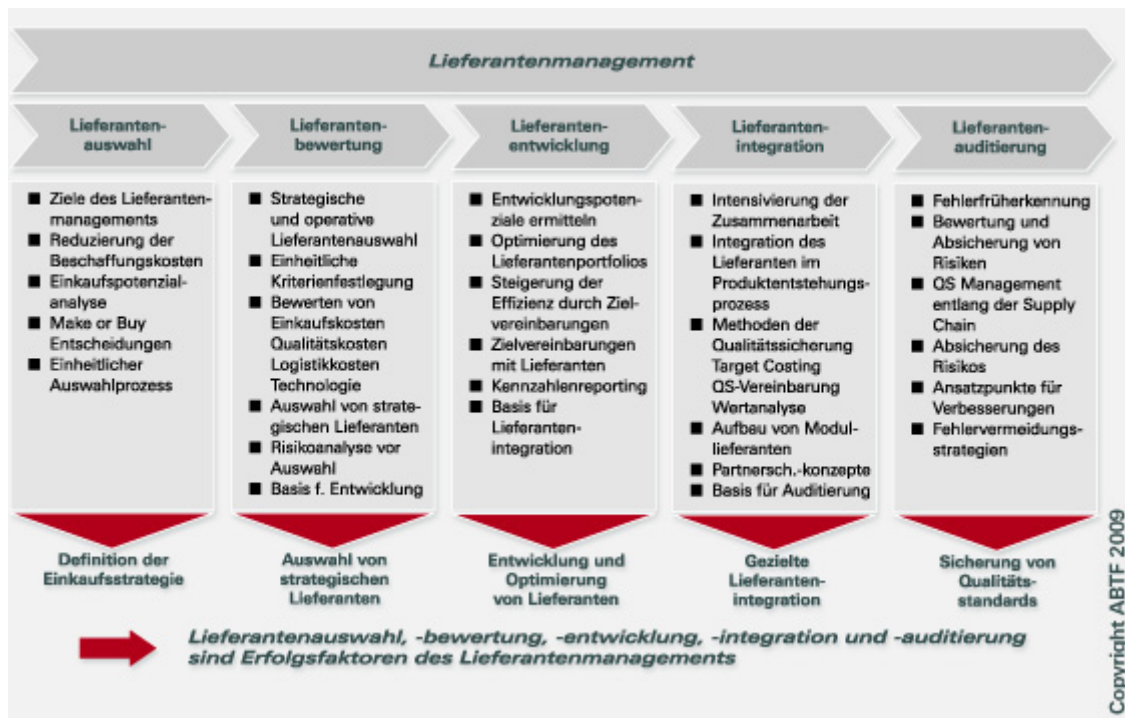 Lieferantenmanagement
Lieferanten-
auswahl
Lieferanten-
bewertung
Lieferanten-
entwicklung
Lieferanten-
integration
Lieferanten-
auditierung
■ Ziele des Lieferanten-
managements
■ Reduzierung der
Beschaffungskosten
■ Einkaufspotenzial-
analyse
■ Make or Buy
Entscheidungen
■ Einheitlicher
Auswahlprozess
■ Strategische
und operative
Lieferantenauswahl
■ Einheitliche
Kriterienfestlegung
■ Bewerten von
Einkaufskosten
Qualitätskosten
Logistikkosten
Technologie
■ Auswahl von strate-
gischen Lieferanten
■ Risikoanalyse vor
Auswahl
■ Basis f. Entwicklung
■ Entwicklungspoten-
ziale ermitteln
■ Optimierung des
Lieferantenportfolios
■ Steigerung der
Effizienz durch Ziel-
vereinbarungen
■ Zielvereinbarungen
mit Lieferanten
■ Kennzahlenreporting
■ Basis für
Lieferanten-
integration
■ Intensivierung der
Zusammenarbeit
■ Integration des
Lieferanten im
Produktentstehungs-
prozess
■ Methoden der
Qualitätssicherung
Target Costing
QS-Vereinbarung
Wertanalyse
■ Aufbau von Modul-
lieferanten
■ Partnersch.-konzepte
■ Basis für Auditierung
■ Fehlerfrüherkennung
■ Bewertung und
Absicherung von
Risiken
■ QS Management
entlang der Supply
Chain
■ Absicherung des
Risikos
■ Ansatzpunkte für
Verbesserungen
■ Fehlervermeidungs-
strategien
Definition der
Einkaufsstrategie
Auswahl von
strategischen
Lieferanten
Entwicklung und
Optimierung
von Lieferanten
Gezielte
Lieferanten-
integration
Sicherung von
Qualitäts-
standards
Lieferantenauswahl, -bewertung, -entwicklung, -integration und -auditierung
sind Erfolgsfaktoren des Lieferantenmanagements
Copyright ABTF 2009